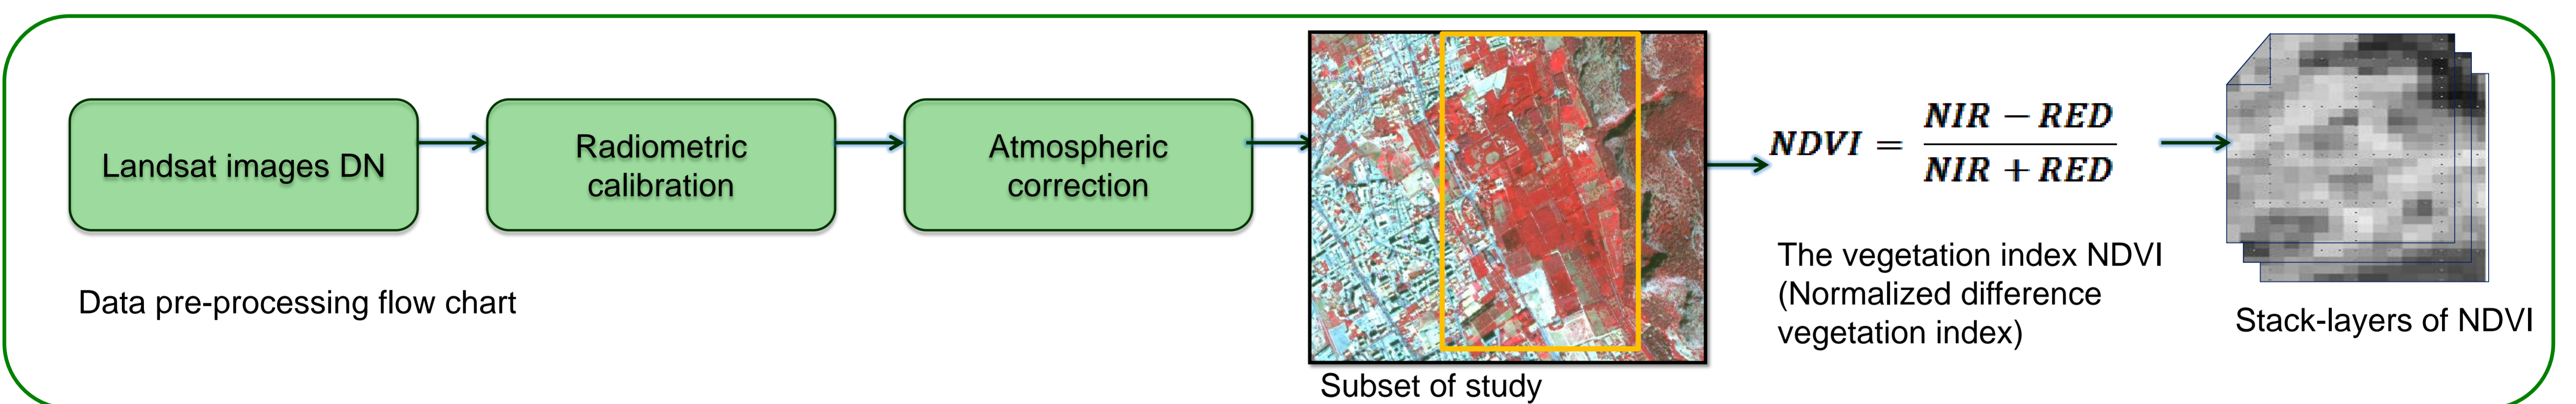 Landsat images DN
Radiometric
calibration
Atmospheric
correction
NDVI = NIR − RED / NIR + RED
The vegetation index NDVI
(Normalized difference
vegetation index)
Data pre-processing flow chart
Stack-layers of NDVI
Subset of study